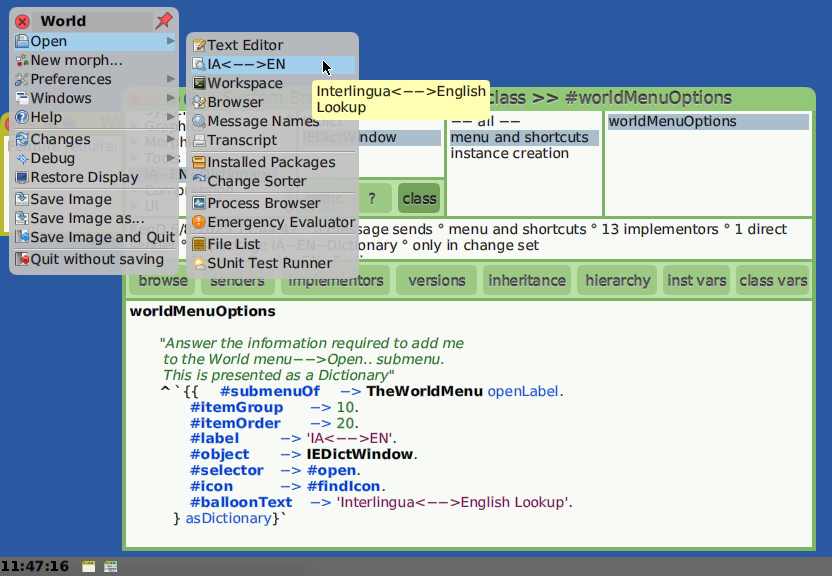 World
Open
New morph...
Preferences
Windows
Help
Changes
Debug
Restore Display
Save Image
Save Image as...
Save Image and Quit
Quit without saving
Text Editor
IA<−−>EN
Workspace
Browser
Message Names
Transcript
Installed Packages
Change Sorter
Process Browser
Emergency Evaluator
File List
SUnit Test Runner
Interlingua<−−>English
Lookup
class >> #worldMenuOptions
IEDictWindow
−− all −−
menu and shortcuts
instance creation
worldMenuOptions
?
class
message sends ° menu and shortcuts ° 13 implementors ° 1 direct
IA−EN−Dictionary ° only in change set
browse
senders
implementors
versions
inheritance
hierarchy
inst vars
class vars
worldMenuOptions
"Answer the information required to add me
to the World menu−−>Open.. submenu.
This is presented as a Dictionary"
^ `{{ #submenuOf −> TheWorldMenu openLabel.
#itemGroup −> 10.
#itemOrder −> 20.
#label −> 'IA<−−>EN'.
#object −> IEDictWindow.
#selector −> #open.
#icon −> #findIcon.
#balloonText −> 'Interlingua<−−>English Lookup'.
} asDictionary}`
11:47:16